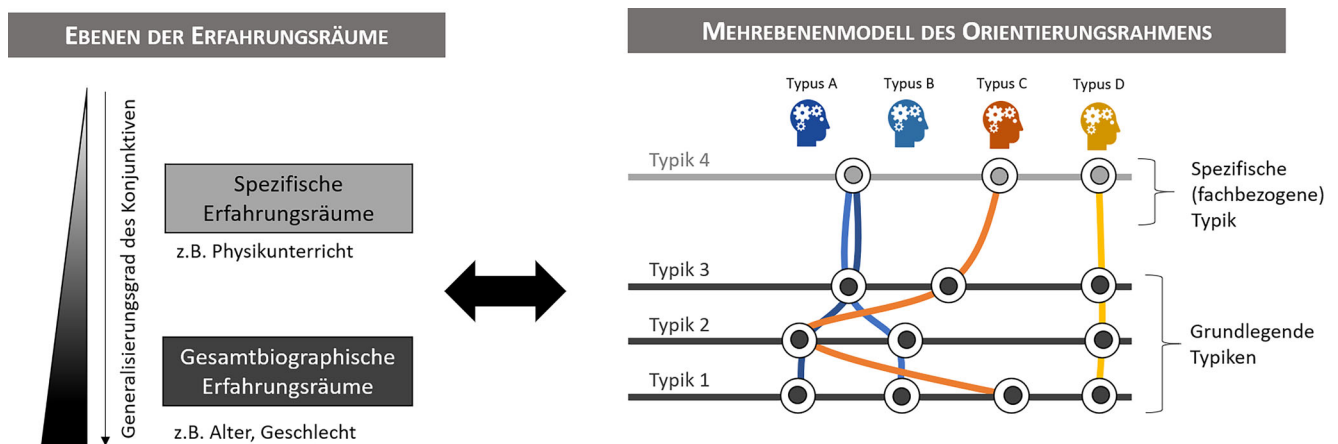 EBENEN DER ERFAHRUNGSRÄUME
Generalisierungsgrad des Konjunktiven
Spezifische
Erfahrungsräume
z.B. Physikunterricht
Gesamtbiographische
Erfahrungsräume
z.B. Alter, Geschlecht
MEHREBENENMODELL DES ORIENTIERUNGSRAHMENS
Typus A
Typus B
Typus C
Typus D
Typik 4
Typik 3
Typik 2
Typik 1
Spezifische
(fachbezogene)
Typik
Grundlegende
Typiken